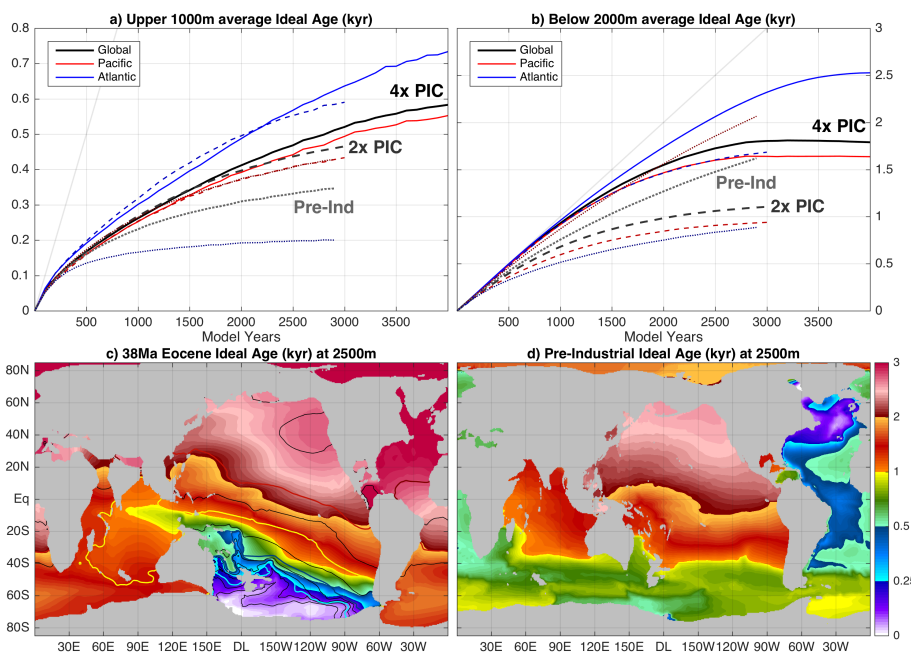 a) Upper 1000m average Ideal Age (kyr)
b) Below 2000m average Ideal Age (kyr)
0.8
0.7
0.6
0.5
0.4
0.3
0.2
0.1
0
Global
Pacific
Atlantic
4x PIC
2x PIC
Pre-Ind
500 1000 1500 2000 2500 3000 3500
Model Years
Global
Pacific
Atlantic
4x PIC
Pre-Ind
2x PIC
3
2.5
2
1.5
1
0.5
0
500 1000 1500 2000 2500 3000 3500
Model Years
c) 38Ma Eocene Ideal Age (kyr) at 2500m
d) Pre-Industrial Ideal Age (kyr) at 2500m
80N
60N
40N
20N
Eq
20S
40S
60S
80S
30E 60E 90E 120E 150E DL 150W 120W 90W 60W 30W
30E 60E 90E 120E 150E DL 150W 120W 90W 60W 30W
3
2
1
0.5
0.25
0